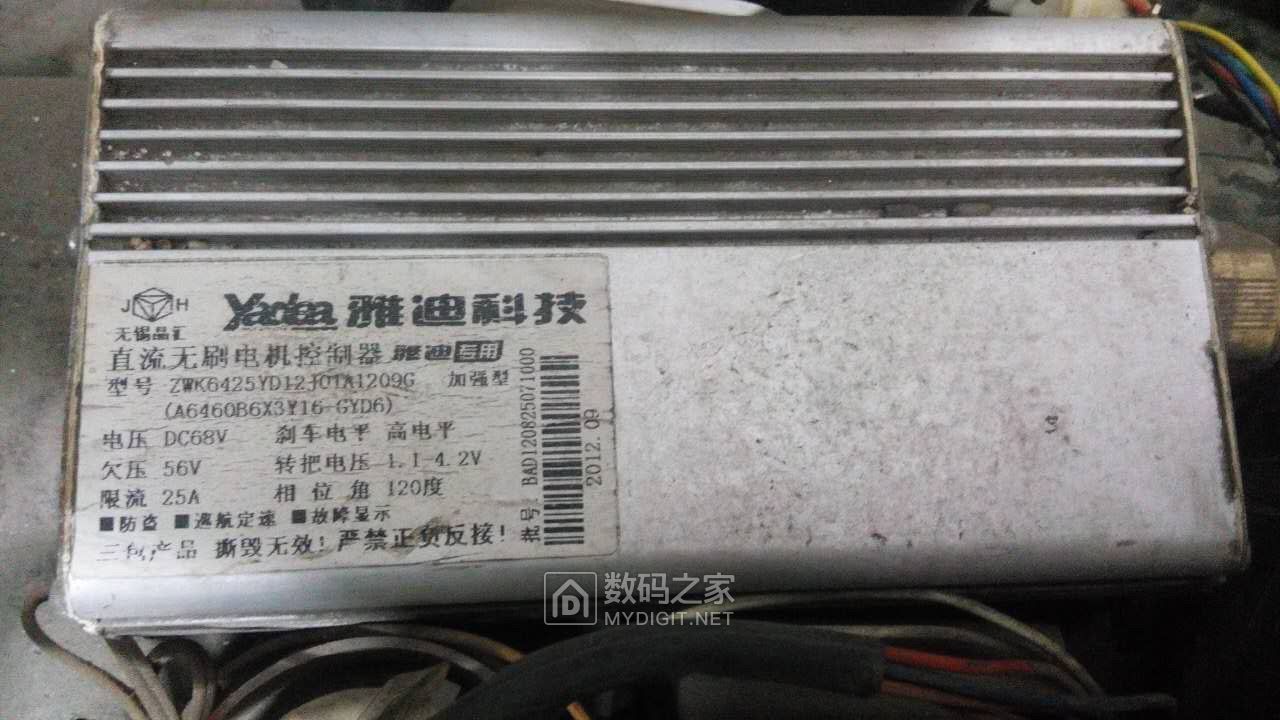 J H
无锡晶汇
Yadea 雅迪科技
直流无刷电机控制器 雅迪专用
型号 ZWK6425YD12J01A1209G 加强型
(A6460B6X3Y16-GYD6)
电压 DC68V 刹车电平 高电平
欠压 56V 转把电压 1.1-4.2V
限流 25A 相位角 120度
■防盗 ■巡航定速 ■故障显示
三包产品 撕毁无效!严禁正负反接!
批号 BAD120825071000
2012.09
数码之家
MYDIGIT.NET